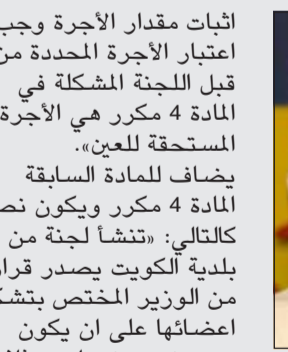 اثبات مقدار الأجرة وجب
اعتبار الأجرة المحددة من
قبل اللجنة المشكلة في
المادة 4 مكرر هي الأجرة
المستحقة للعين».
يضاف للمادة السابقة
المادة 4 مكرر ويكون نص
كالتالي: «تنشأ لجنة من
بلدية الكويت يصدر قرار
من الوزير المختص بتشك
اعضائها على ان يكون